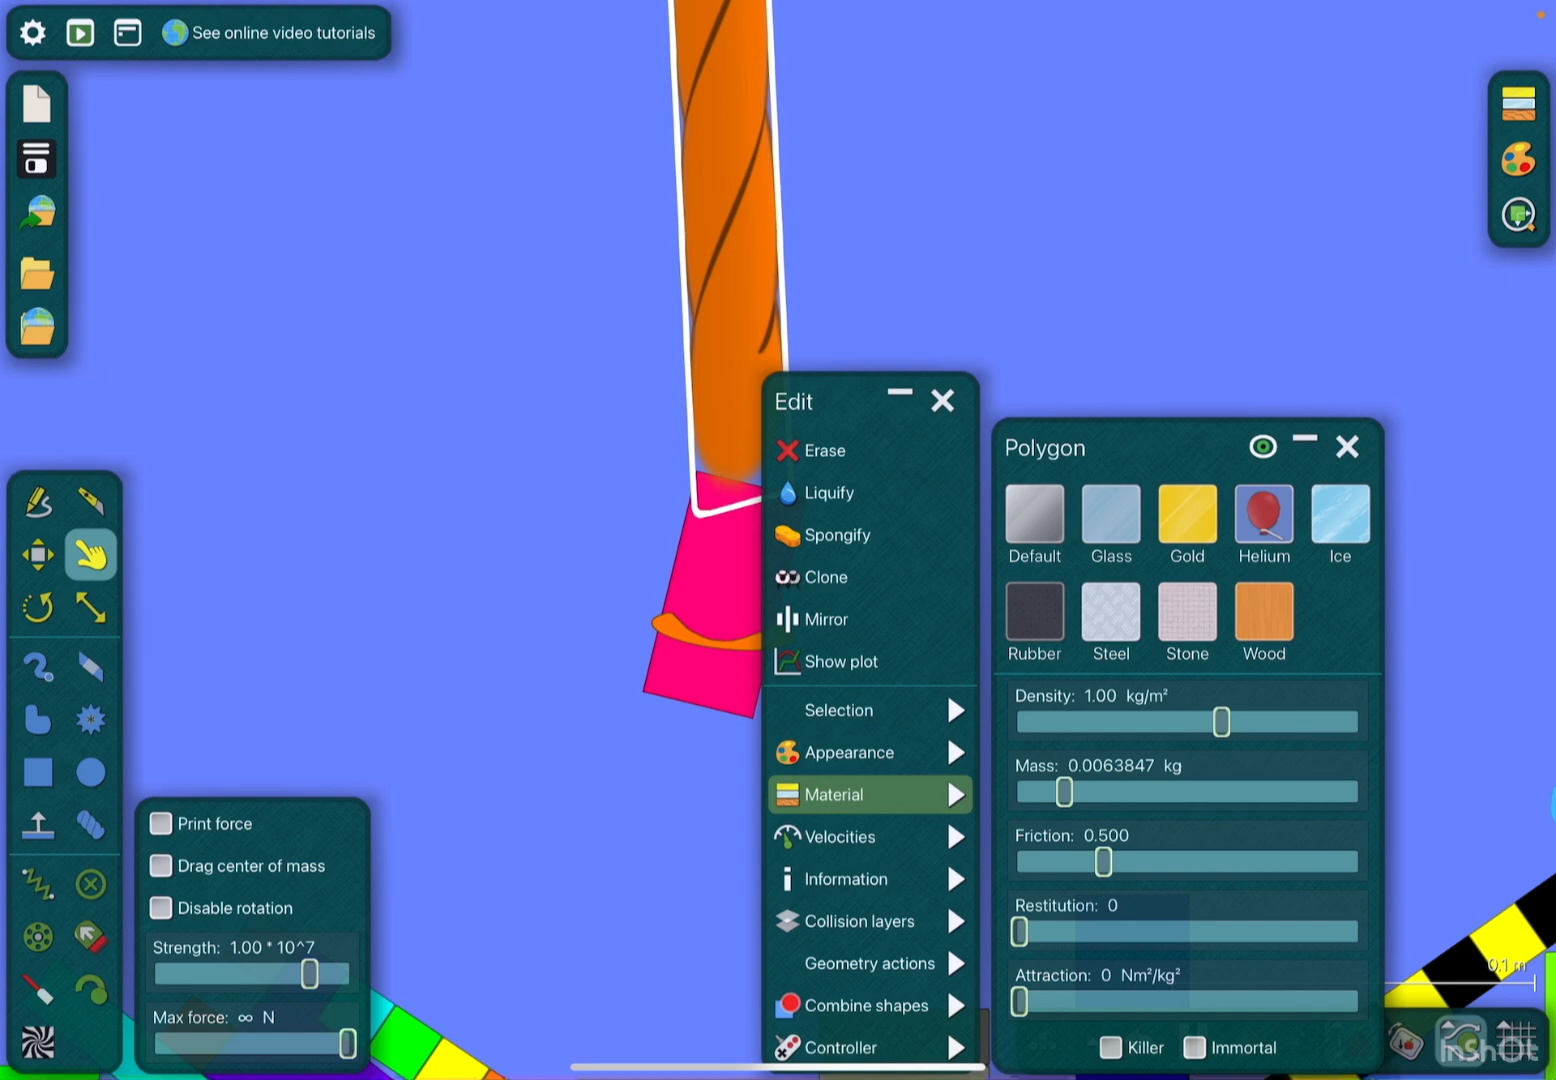 See online video tutorials
Edit
Erase
Liquify
Spongify
Clone
Mirror
Show plot
Selection
Appearance
Material
Velocities
Information
Collision layers
Geometry actions
Combine shapes
Controller
Polygon
Default
Glass
Gold
Helium
Ice
Rubber
Steel
Stone
Wood
Density: 1.00 kg/m²
Mass: 0.0063847 kg
Friction: 0.500
Restitution: 0
Attraction: 0 Nm²/kg²
Killer
Immortal
Print force
Drag center of mass
Disable rotation
Strength: 1.00 * 10^7
Max force: ∞ N
0.1 m
InShOt